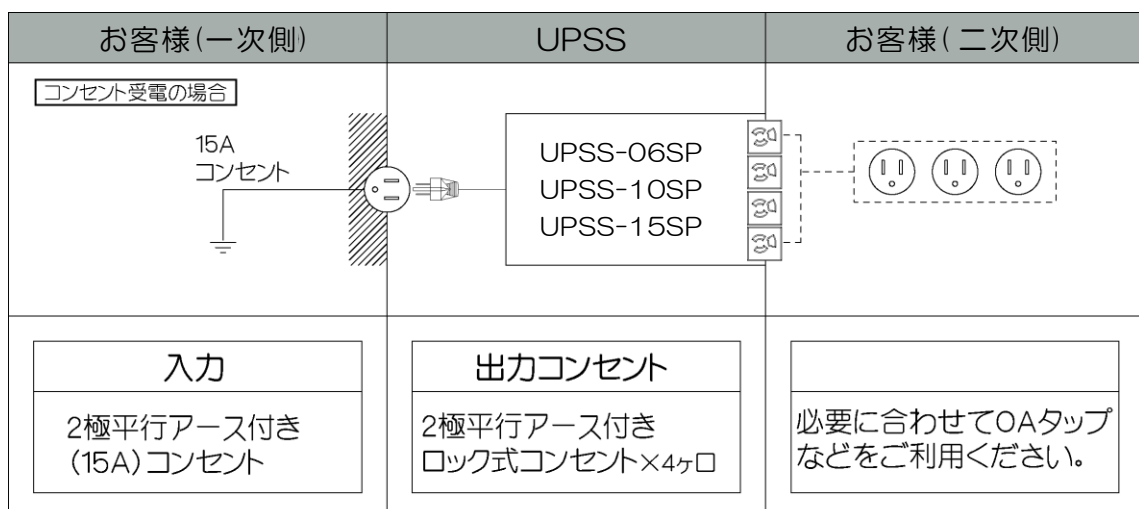 お客様(一次側)
UPSS
お客様(二次側)
コンセント受電の場合
15A
コンセント
UPSS-06SP
UPSS-10SP
UPSS-15SP
入力
2極平行アース付き
(15A)コンセント
出力コンセント
2極平行アース付き
ロック式コンセント×4ヶ口
必要に合わせてOAタップ
などをご利用ください。